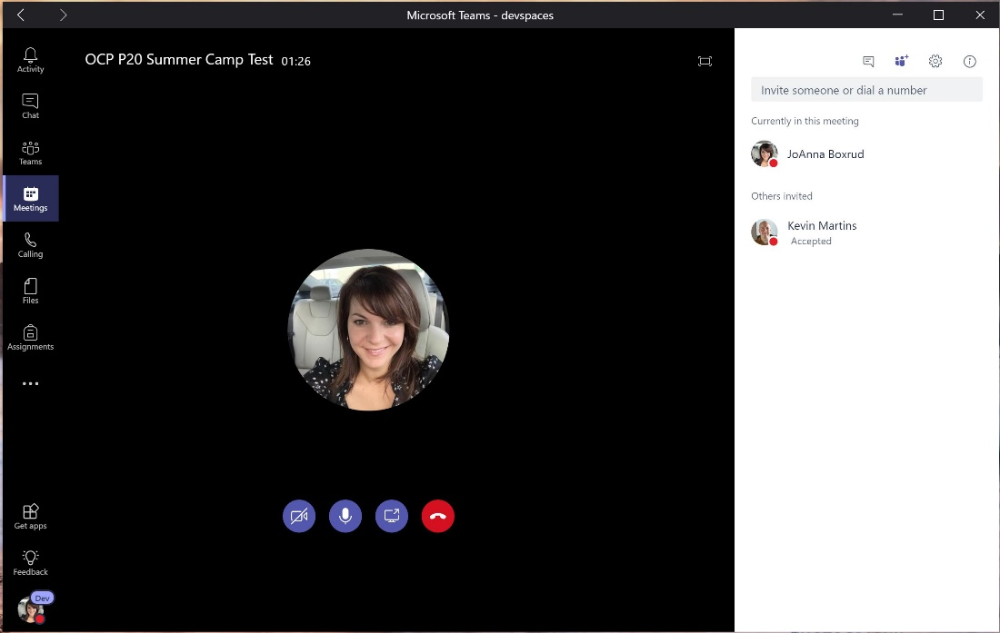 Microsoft Teams - devspaces
Activity
Chat
Teams
Meetings
Calling
Files
Assignments
Get apps
Feedback
Dev
OCP P20 Summer Camp Test 01:26
Invite someone or dial a number
Currently in this meeting
JoAnna Boxrud
Others invited
Kevin Martins
Accepted